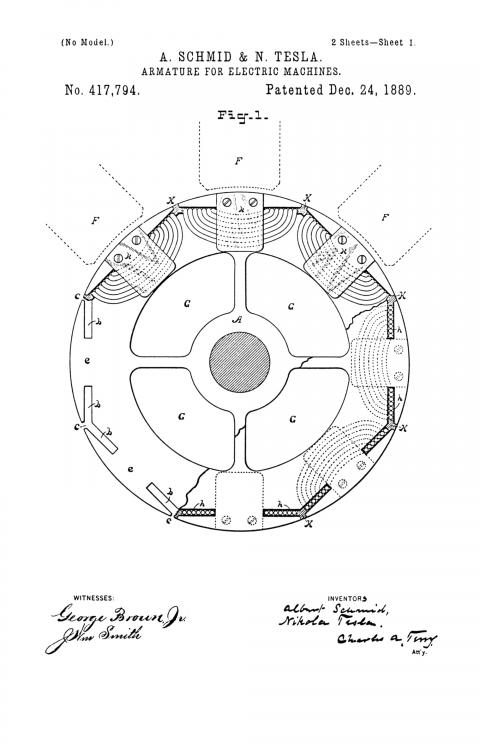 (No Model.)
2 Sheets—Sheet 1.
A. SCHMID & N. TESLA.
ARMATURE FOR ELECTRIC MACHINES.
No. 417,794.
Patented Dec. 24, 1889.
Fig.1.
F
F
F
K
K
k
k
k
c
K
G
G
A
h
h
e
h
h
G
G
c
K
e
h
h
h
c
K
WITNESSES:
George Brown, Jr.
Jno Smith
INVENTORS
Albert Schmid,
Nikola Tesla.
Charles A. Terry
Att'y.